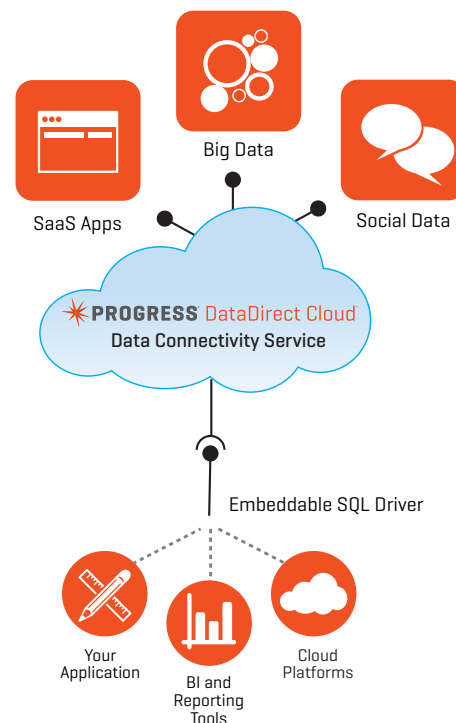 Big Data
SaaS Apps
Social Data
PROGRESS DataDirect Cloud
Data Connectivity Service
Embeddable SQL Driver
Your
Application
BI and
Reporting
Tools
Cloud
Platforms